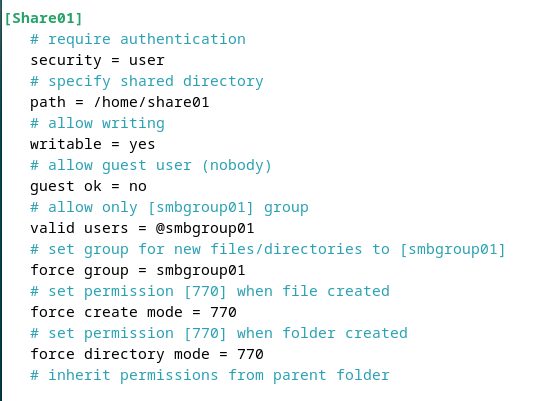 [Share01]
# require authentication
security = user
# specify shared directory
path = /home/share01
# allow writing
writable = yes
# allow guest user (nobody)
guest ok = no
# allow only [smbgroup01] group
valid users = @smbgroup01
# set group for new files/directories to [smbgroup01]
force group = smbgroup01
# set permission [770] when file created
force create mode = 770
# set permission [770] when folder created
force directory mode = 770
# inherit permissions from parent folder